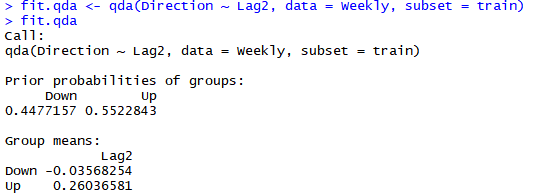 > fit.qda <- qda(Direction ~ Lag2, data = Weekly, subset = train)
> fit.qda
Call:
qda(Direction ~ Lag2, data = Weekly, subset = train)
Prior probabilities of groups:
Down Up
0.4477157 0.5522843
Group means:
Lag2
Down -0.03568254
Up 0.26036581